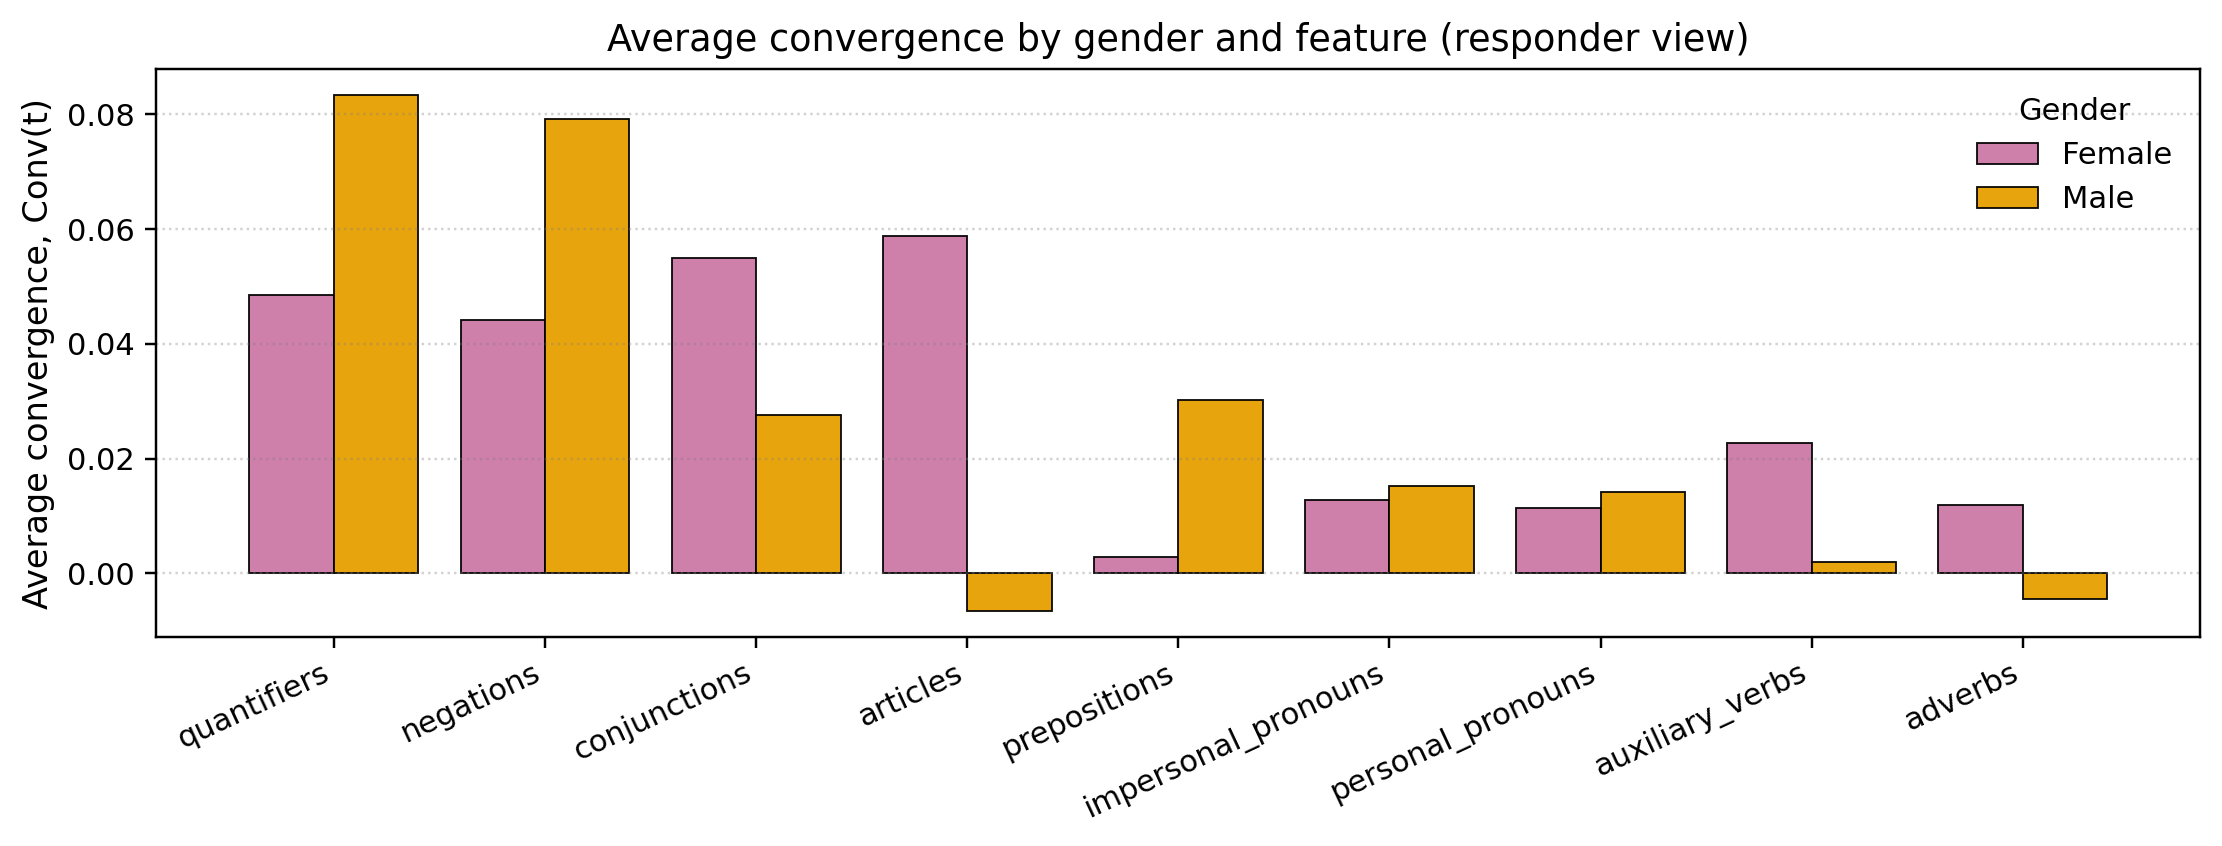 Average convergence by gender and feature (responder view)
Average convergence, Conv(t)
0.08
0.06
0.04
0.02
0.00
Gender
Female
Male
quantifiers
negations
conjunctions
articles
prepositions
impersonal_pronouns
personal_pronouns
auxiliary_verbs
adverbs